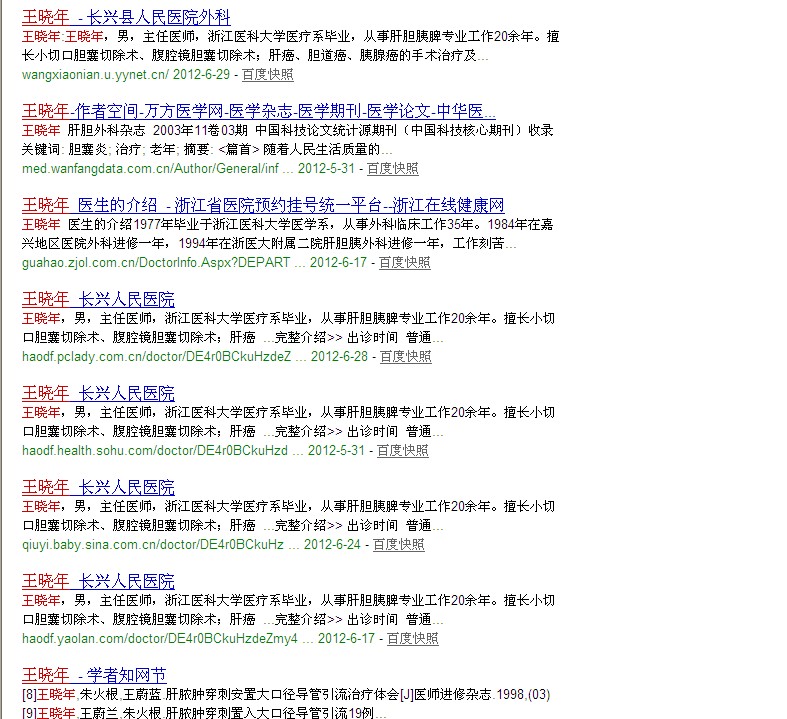 王晓年 - 长兴县人民医院外科
王晓年:王晓年，男，主任医师，浙江医科大学医疗系毕业，从事肝胆胰脾专业工作20余年。擅
长小切口胆囊切除术、腹腔镜胆囊切除术；肝癌、胆道癌、胰腺癌的手术治疗及...
wangxiaonian.u.yynet.cn/ 2012-6-29 - 百度快照
王晓年-作者空间-万方医学网-医学杂志-医学期刊-医学论文-中华医...
王晓年 肝胆外科杂志 2003年11卷03期 中国科技论文统计源期刊（中国科技核心期刊）收录
关键词: 胆囊炎; 治疗; 老年; 摘要: <篇首> 随着人民生活质量的...
med.wanfangdata.com.cn/Author/General/inf ... 2012-5-31 - 百度快照
王晓年 医生的介绍 - 浙江省医院预约挂号统一平台--浙江在线健康网
王晓年 医生的介绍1977年毕业于浙江医科大学医学系，从事外科临床工作35年。1984年在嘉
兴地区医院外科进修一年，1994年在浙医大附属二院肝胆胰外科进修一年，工作刻苦...
guahao.zjol.com.cn/DoctorInfo.Aspx?DEPART ... 2012-6-17 - 百度快照
王晓年 长兴人民医院
王晓年，男，主任医师，浙江医科大学医疗系毕业，从事肝胆胰脾专业工作20余年。擅长小切
口胆囊切除术、腹腔镜胆囊切除术；肝癌 ...完整介绍>> 出诊时间 普通...
haodf.pclady.com.cn/doctor/DE4r0BCkuHzdeZ ... 2012-6-28 - 百度快照
王晓年 长兴人民医院
王晓年，男，主任医师，浙江医科大学医疗系毕业，从事肝胆胰脾专业工作20余年。擅长小切
口胆囊切除术、腹腔镜胆囊切除术；肝癌 ...完整介绍>> 出诊时间 普通...
haodf.health.sohu.com/doctor/DE4r0BCkuHzd ... 2012-5-31 - 百度快照
王晓年 长兴人民医院
王晓年，男，主任医师，浙江医科大学医疗系毕业，从事肝胆胰脾专业工作20余年。擅长小切
口胆囊切除术、腹腔镜胆囊切除术；肝癌 ...完整介绍>> 出诊时间 普通...
qiuyi.baby.sina.com.cn/doctor/DE4r0BCkuHz ... 2012-6-24 - 百度快照
王晓年 长兴人民医院
王晓年，男，主任医师，浙江医科大学医疗系毕业，从事肝胆胰脾专业工作20余年。擅长小切
口胆囊切除术、腹腔镜胆囊切除术；肝癌 ...完整介绍>> 出诊时间 普通...
haodf.yaolan.com/doctor/DE4r0BCkuHzdeZmy4 ... 2012-6-17 - 百度快照
王晓年 - 学者知网节
[8]王晓年,朱火根,王蔚蓝.肝脓肿穿刺安置大口径导管引流治疗体会[J]医师进修杂志.1998,(03)
[9]王晓年.王蔚兰.朱火根.肝脓肿穿刺置入大口径导管引流19例...